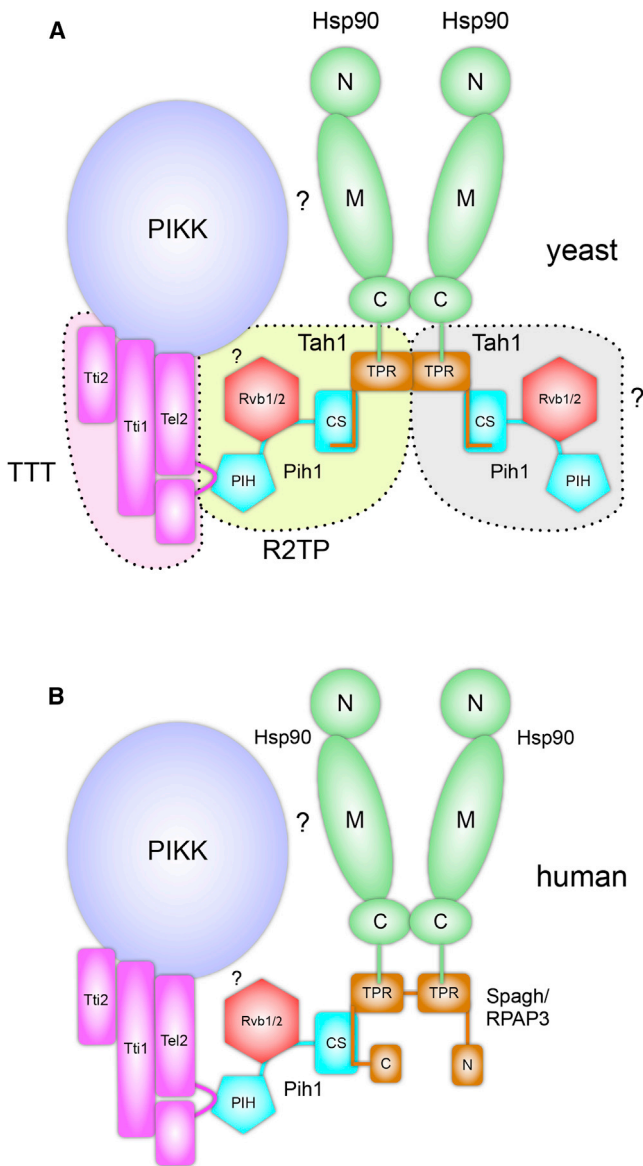 A
Hsp90 Hsp90
N N
PIKK ? M M
yeast
C C
Tah1 Tah1
? TPR TPR ?
Tti2 Tti1 Tel2 Rvb1/2 CS CS Rvb1/2
TTT PIH Pih1 Pih1 PIH
R2TP
B
N N
Hsp90 Hsp90
PIKK ? M M
human
C C
? TPR TPR Spagh/
RPAP3
Tti2 Tti1 Tel2 Rvb1/2 CS C N
PIH Pih1